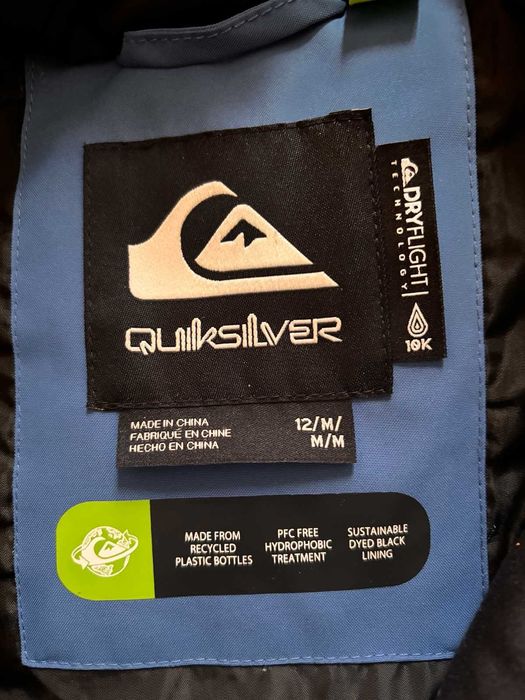 QUIKSILVER
DRYFLIGHT
TECHNOLOGY
10K
MADE IN CHINA
FABRIQUÉ EN CHINE
HECHO EN CHINA
12/M/
M/M
MADE FROM
RECYCLED
PLASTIC BOTTLES
PFC FREE
HYDROPHOBIC
TREATMENT
SUSTAINABLE
DYED BLACK
LINING